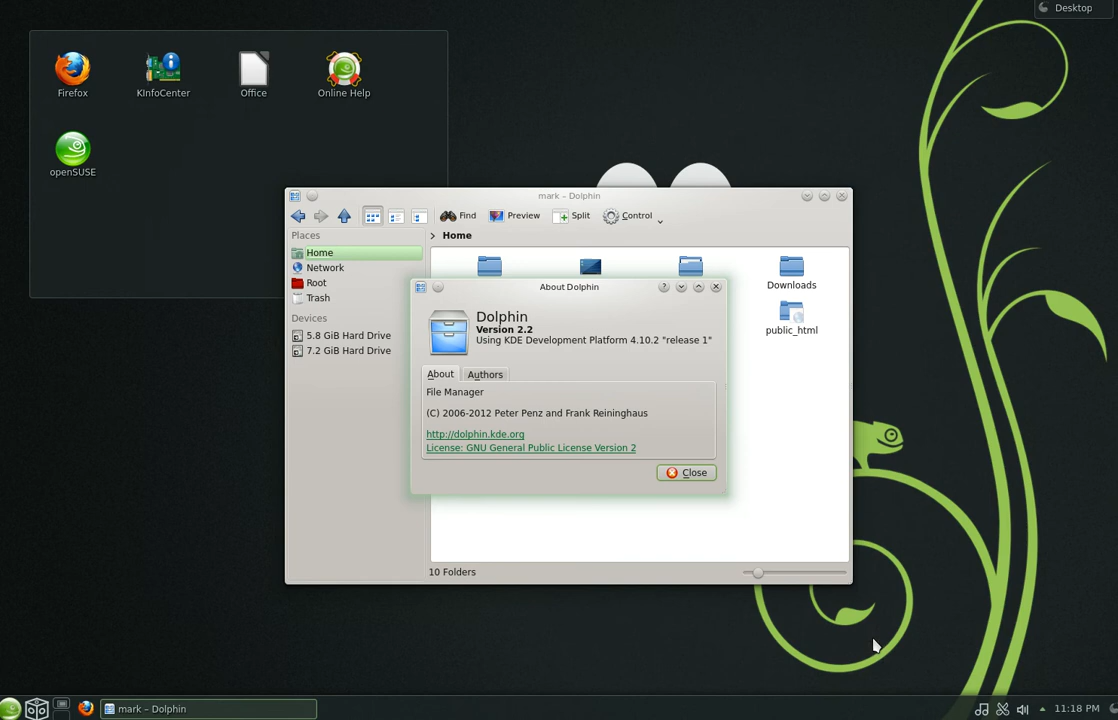 Desktop
Firefox
KInfoCenter
Office
Online Help
openSUSE
mark – Dolphin
Find
Preview
Split
Control
Places
> Home
Home
Network
Root
Trash
Devices
5.8 GiB Hard Drive
7.2 GiB Hard Drive
Downloads
public_html
About Dolphin
Dolphin
Version 2.2
Using KDE Development Platform 4.10.2 "release 1"
About
Authors
File Manager
(C) 2006-2012 Peter Penz and Frank Reininghaus
http://dolphin.kde.org
License: GNU General Public License Version 2
Close
10 Folders
mark – Dolphin
11:18 PM